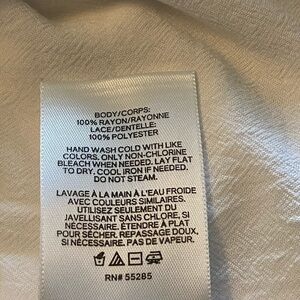 BODY/CORPS:
100% RAYON/RAYONNE
LACE/DENTELLE:
100% POLYESTER
HAND WASH COLD WITH LIKE
COLORS. ONLY NON-CHLORINE
BLEACH WHEN NEEDED. LAY FLAT
TO DRY. COOL IRON IF NEEDED.
DO NOT STEAM.
LAVAGE À LA MAIN À L'EAU FROIDE
AVEC COULEURS SIMILAIRES.
UTILISEZ SEULEMENT DU
JAVELLISANT SANS CHLORE, SI
NÉCESSAIRE. ÉTENDRE À PLAT
POUR SÉCHER. REPASSAGE DOUX,
SI NÉCESSAIRE. PAS DE VAPEUR.
RN# 55285